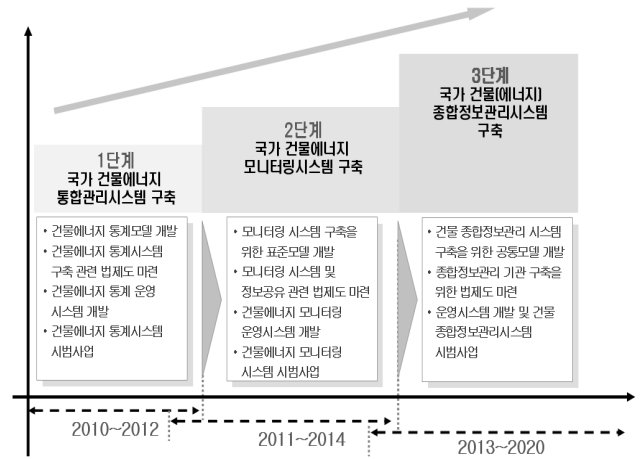 3단계
국가 건물(에너지)
종합정보관리시스템
구축
2단계
국가 건물에너지
모니터링시스템 구축
1단계
국가 건물에너지
통합관리시스템 구축
• 건물에너지 통계모델 개발
• 건물에너지 통계시스템
구축 관련 법제도 마련
• 건물에너지 통계 운영
시스템 개발
• 건물에너지 통계시스템
시범사업
• 모니터링 시스템 구축을
위한 표준모델 개발
• 모니터링 시스템 및
정보공유 관련 법제도 마련
• 건물에너지 모니터링
운영시스템 개발
• 건물에너지 모니터링
시스템 시범사업
• 건물 종합정보관리 시스템
구축을 위한 공통모델 개발
• 종합정보관리 기관 구축을
위한 법제도 마련
• 운영시스템 개발 및 건물
종합정보관리시스템
시범사업
2010~2012
2011~2014
2013~2020